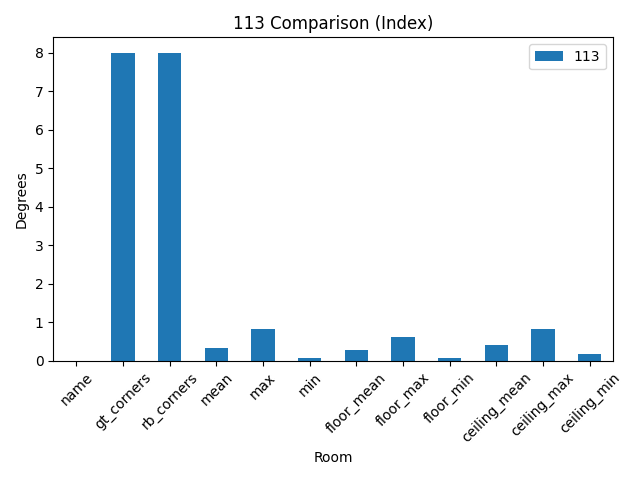 113 Comparison (Index)
113
Degrees
8
7
6
5
4
3
2
1
0
name
gt_corners
rb_corners
mean
max
min
floor_mean
floor_max
floor_min
ceiling_mean
ceiling_max
ceiling_min
Room